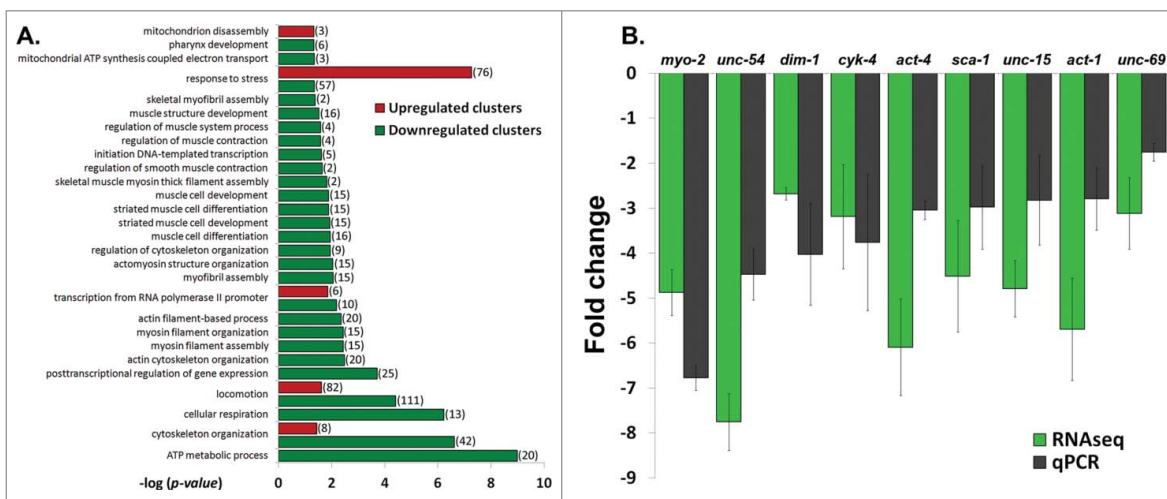 A.
mitochondrion disassembly (3)
pharynx development (6)
mitochondrial ATP synthesis coupled electron transport (3)
response to stress (76)
(57)
skeletal myofibril assembly (2)
muscle structure development (16)
regulation of muscle system process (4)
regulation of muscle contraction (4)
initiation DNA-templated transcription (5)
regulation of smooth muscle contraction (2)
skeletal muscle myosin thick filament assembly (2)
muscle cell development (15)
striated muscle cell differentiation (15)
striated muscle cell development (15)
muscle cell differentiation (16)
regulation of cytoskeleton organization (9)
actomyosin structure organization (15)
myofibril assembly (15)
transcription from RNA polymerase II promoter (6)
(10)
actin filament-based process (20)
myosin filament organization (15)
myosin filament assembly (15)
actin cytoskeleton organization (20)
posttranscriptional regulation of gene expression (25)
locomotion (82)
(111)
cellular respiration (13)
cytoskeleton organization (8)
(42)
ATP metabolic process (20)
Upregulated clusters
Downregulated clusters
0 2 4 6 8 10
-log (p-value)
B.
myo-2 unc-54 dim-1 cyk-4 act-4 sca-1 unc-15 act-1 unc-69
0
-1
-2
-3
-4
-5
-6
-7
-8
-9
Fold change
RNAseq
qPCR